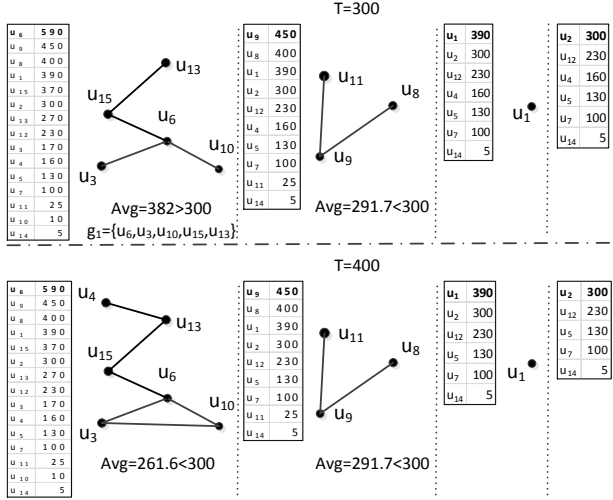 T=300
u6 590
u9 450
u8 400
u1 390
u15 370
u2 300
u13 270
u12 230
u3 170
u4 160
u5 130
u7 100
u11 25
u10 10
u14 5
u13
u15
u6
u10
u3
Avg=382>300
g1={u6,u3,u10,u15,u13}
u9 450
u8 400
u1 390
u2 300
u12 230
u4 160
u5 130
u7 100
u11 25
u14 5
u11
u8
u9
Avg=291.7<300
u1 390
u2 300
u12 230
u4 160
u5 130
u7 100
u14 5
u1
u2 300
u12 230
u4 160
u5 130
u7 100
u14 5
T=400
u6 590
u9 450
u8 400
u1 390
u15 370
u2 300
u13 270
u12 230
u3 170
u4 160
u5 130
u7 100
u11 25
u10 10
u14 5
u4
u13
u15
u6
u10
u3
Avg=261.6<300
u9 450
u8 400
u1 390
u2 300
u12 230
u5 130
u7 100
u11 25
u14 5
u11
u8
u9
Avg=291.7<300
u1 390
u2 300
u12 230
u5 130
u7 100
u14 5
u1
u2 300
u12 230
u5 130
u7 100
u14 5